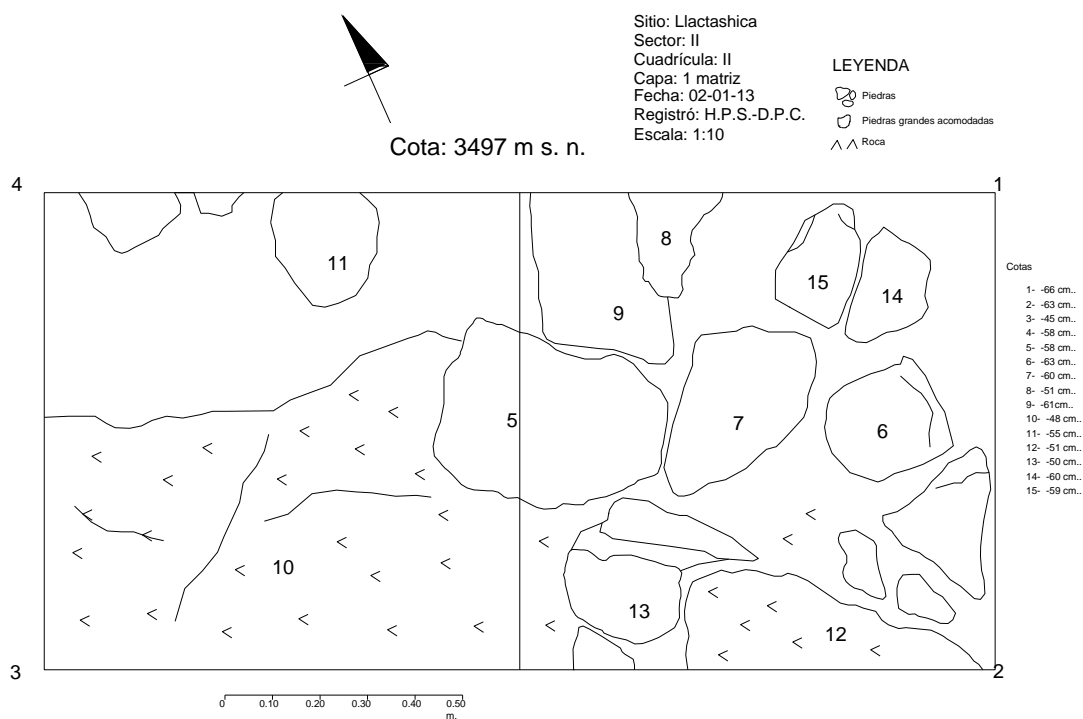 Sitio: Llactashica
Sector: II
Cuadrícula: II
Capa: 1 matriz
Fecha: 02-01-13
Registró: H.P.S.-D.P.C.
Escala: 1:10
LEYENDA
Piedras
Piedras grandes acomodadas
Roca
Cota: 3497 m s. n.
4
1
8
11
15
14
9
5
7
6
10
13
12
3
2
Cotas
1- -66 cm..
2- -63 cm..
3- -45 cm..
4- -58 cm..
5- -58 cm..
6- -63 cm..
7- -60 cm..
8- -51 cm..
9- -61cm..
10- -48 cm..
11- -55 cm..
12- -51 cm..
13- -50 cm..
14- -60 cm..
15- -59 cm..
0 0.10 0.20 0.30 0.40 0.50
m.